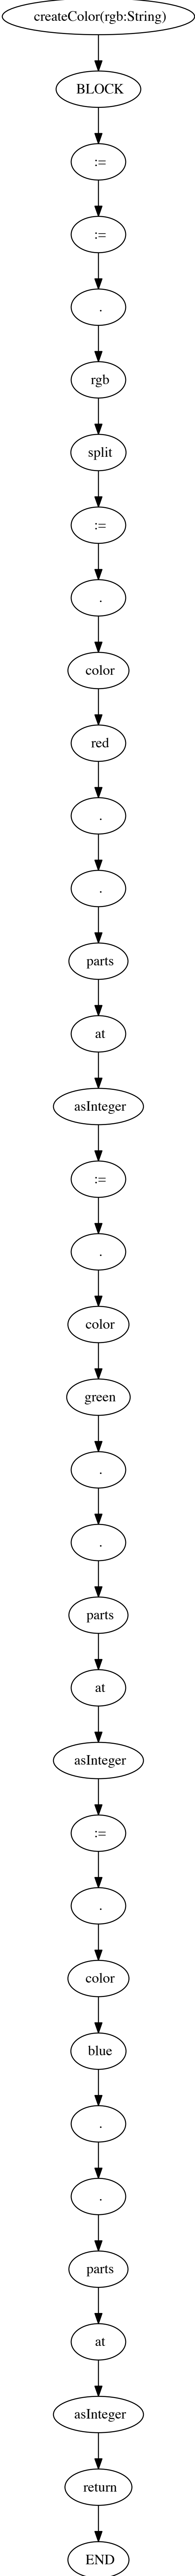 createColor(rgb:String)
BLOCK
:=
:=
.
rgb
split
:=
.
color
red
.
.
parts
at
asInteger
:=
.
color
green
.
.
parts
at
asInteger
:=
.
color
blue
.
.
parts
at
asInteger
return
END